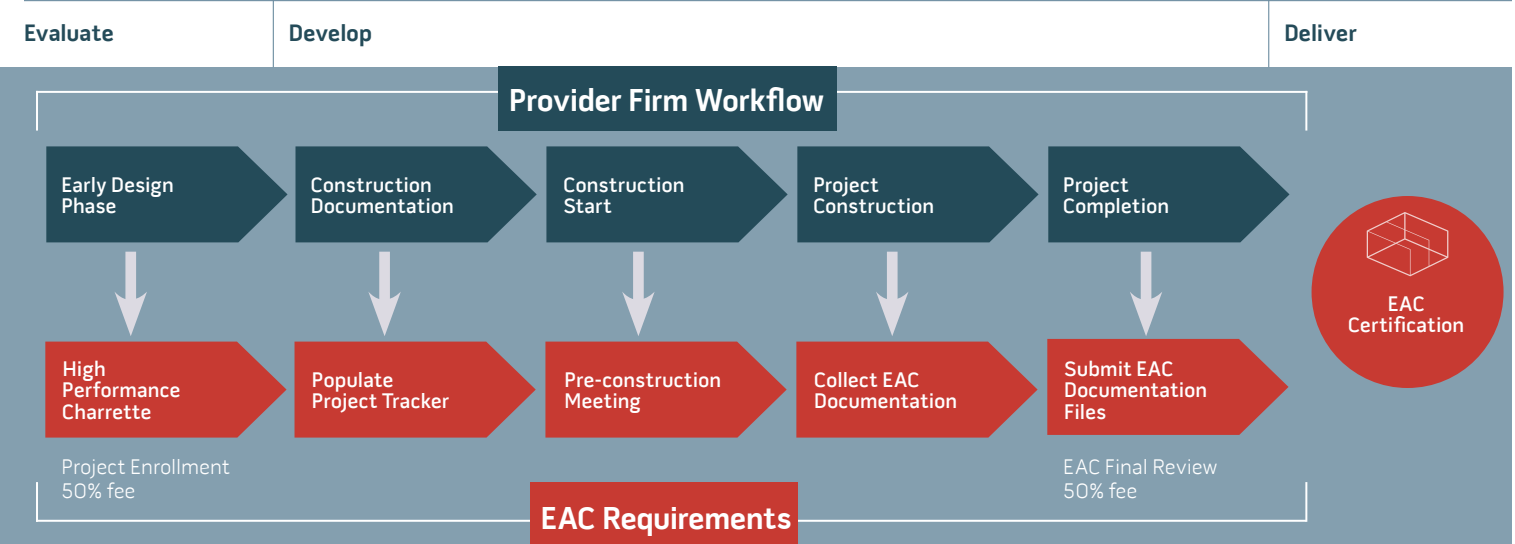 Evaluate
Develop
Deliver
Provider Firm Workflow
Early Design
Phase
Construction
Documentation
Construction
Start
Project
Construction
Project
Completion
EAC
Certification
High
Performance
Charrette
Populate
Project Tracker
Pre-construction
Meeting
Collect EAC
Documentation
Submit EAC
Documentation
Files
Project Enrollment
50% fee
EAC Final Review
50% fee
EAC Requirements